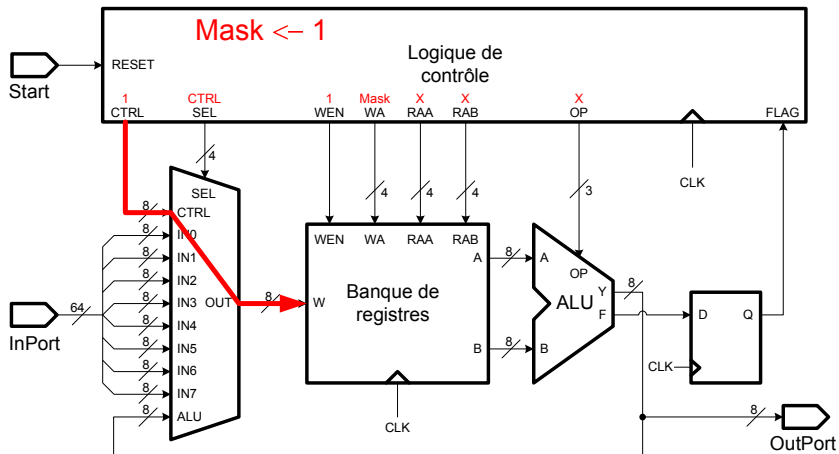 Mask <– 1
Logique de
contrôle
RESET
Start
1 CTRL 1 Mask X X X
CTRL SEL WEN WA RAA RAB OP FLAG
CLK
4 4 4 4 3
SEL
8 CTRL
8 IN0
8 IN1
8 IN2
8 IN3
8 IN4
8 IN5
8 IN6
8 IN7
8 ALU
OUT
64
InPort
8
WEN WA RAA RAB
W
A
B
Banque de
registres
CLK
8
8
A
B
OP
ALU
Y
F
8
D Q
CLK
8
OutPort